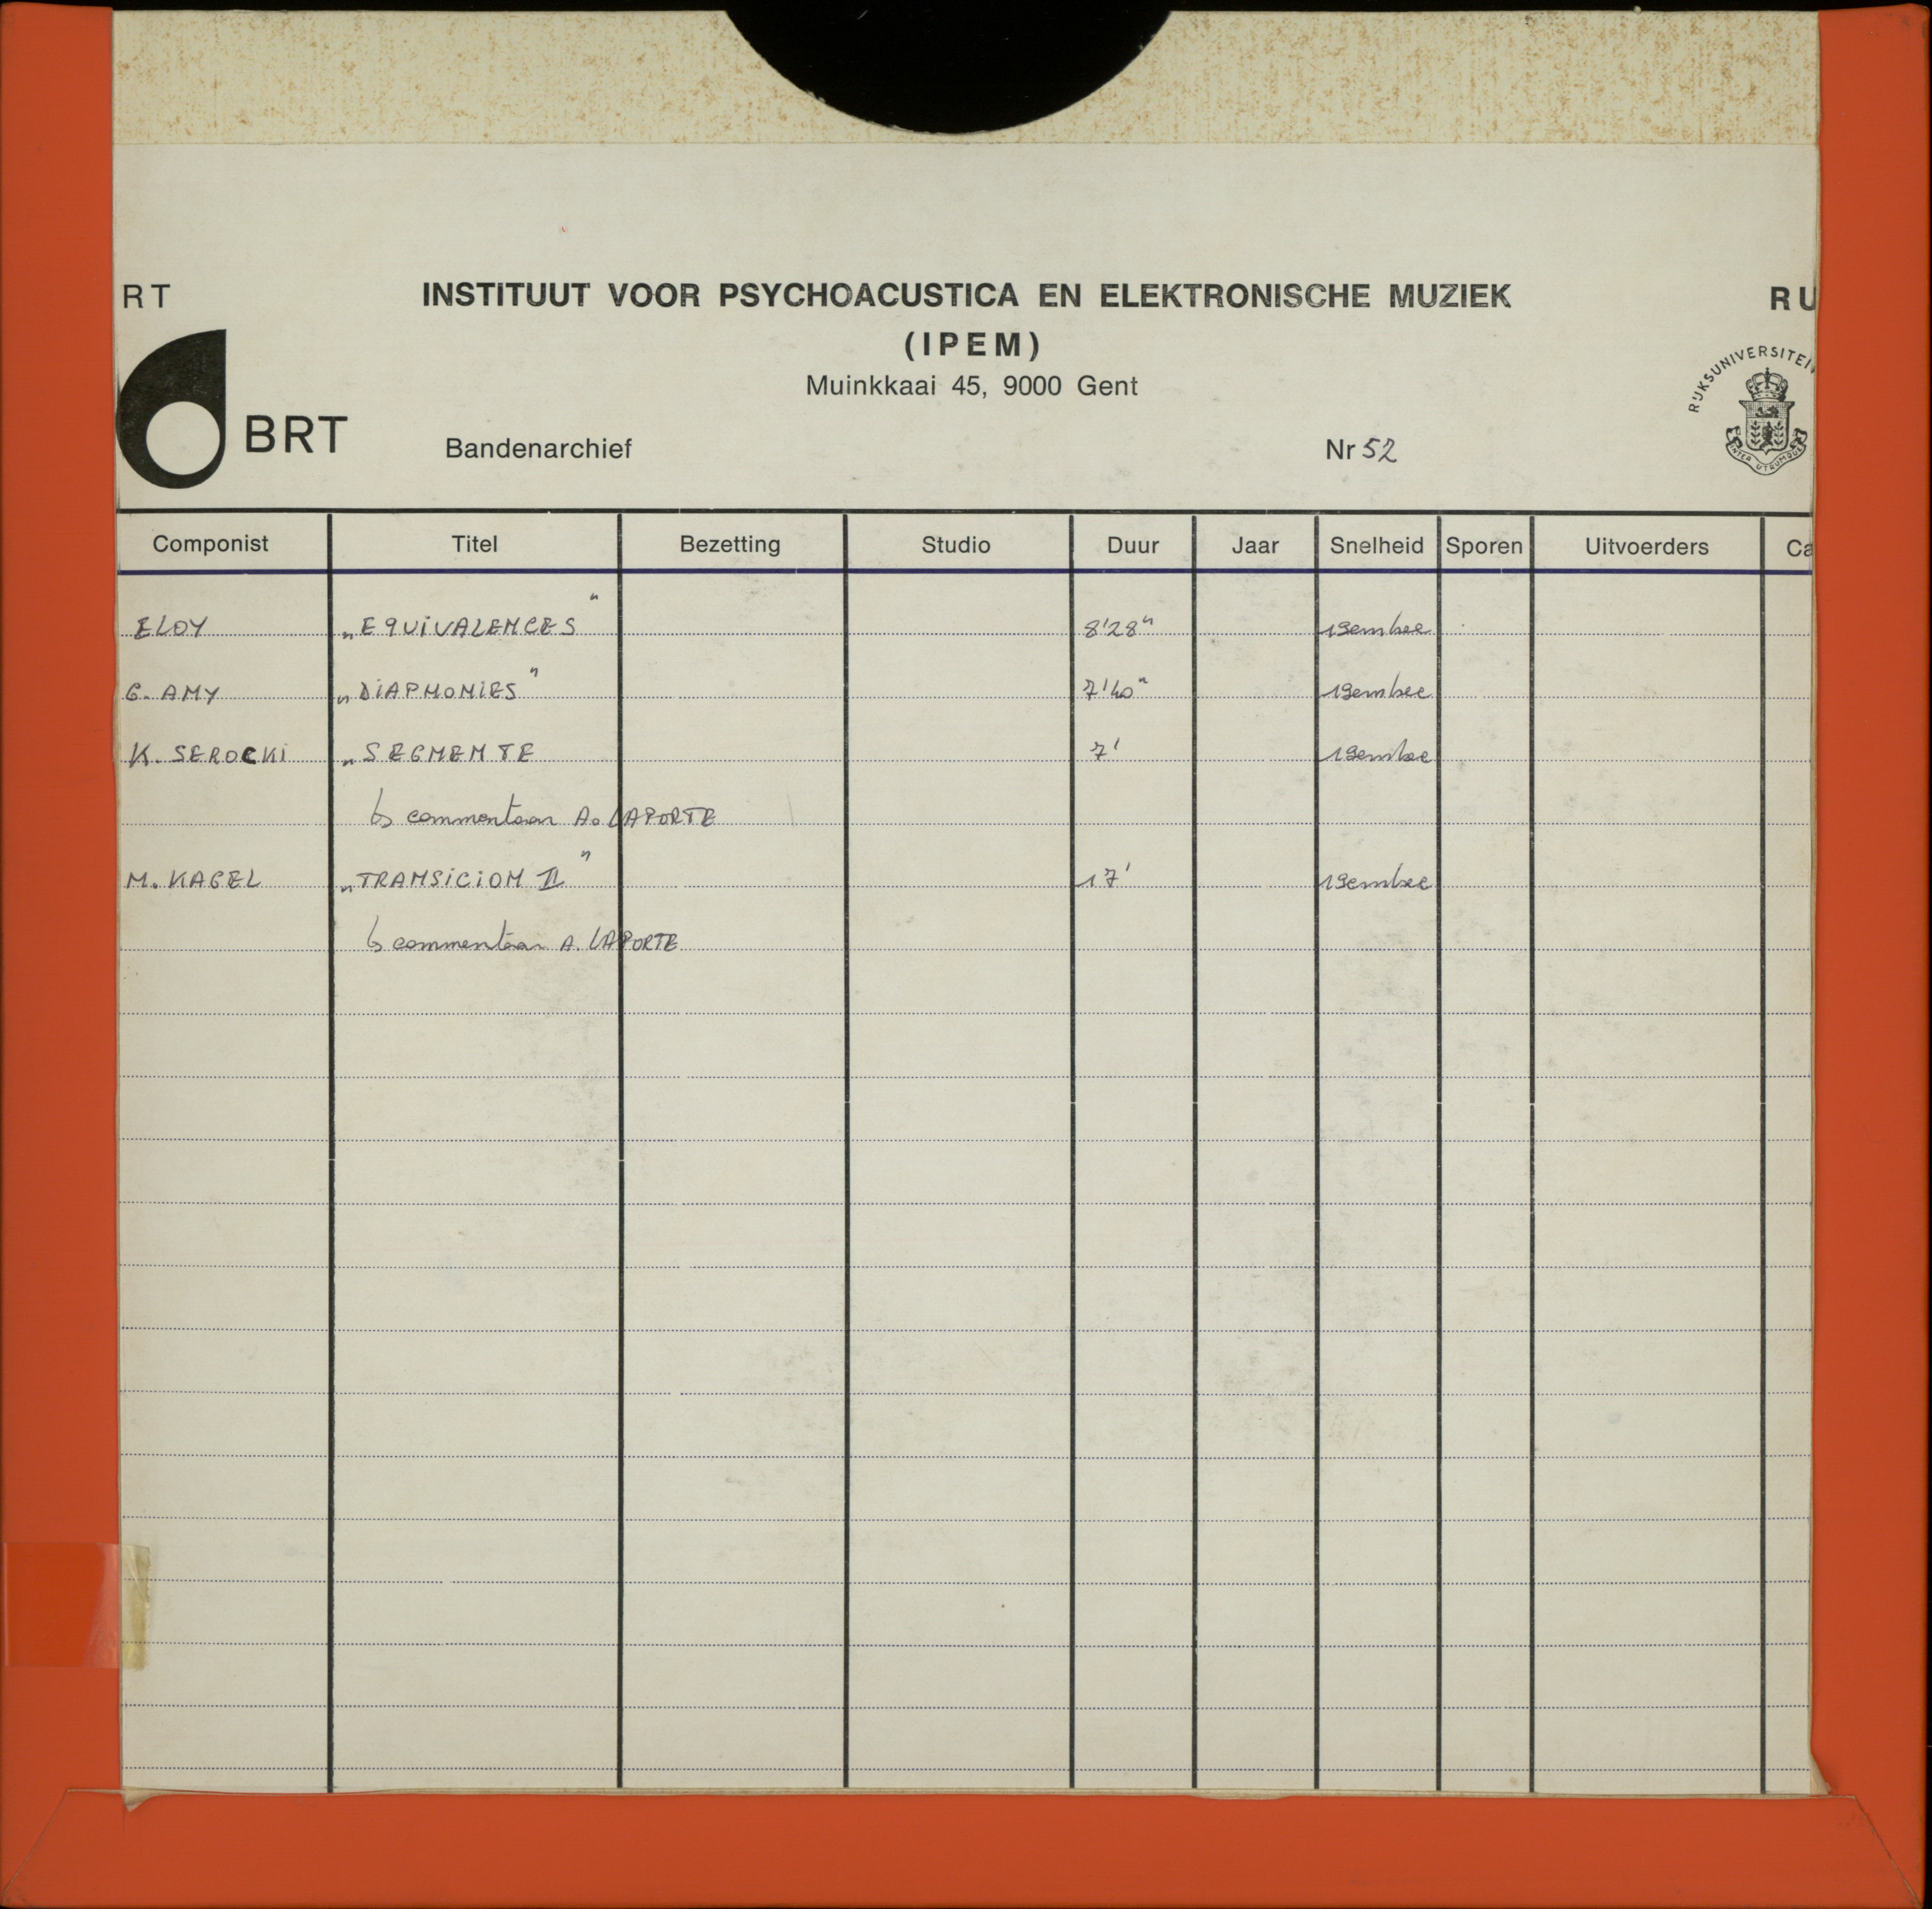 RT INSTITUUT VOOR PSYCHOACUSTICA EN ELEKTRONISCHE MUZIEK RU
(IPEM)
Muinkkaai 45, 9000 Gent
RIJKSUNIVERSITEI
INTER UTRUMQUE
BRT Bandenarchief Nr 52
Componist Titel Bezetting Studio Duur Jaar Snelheid Sporen Uitvoerders Ca
ELOY „EQUiVALENCES" 8'28" 19cm/sec
G. AMY „DiAPHONiES" 7'40" 19cm/sec
K. SEROCKi „SEGMENTE 7' 19cm/sec
↳ commentaar A. LAPORTE
M. KAGEL „TRANSiCiON II" 17' 19cm/sec
↳ commentaar A. LAPORTE